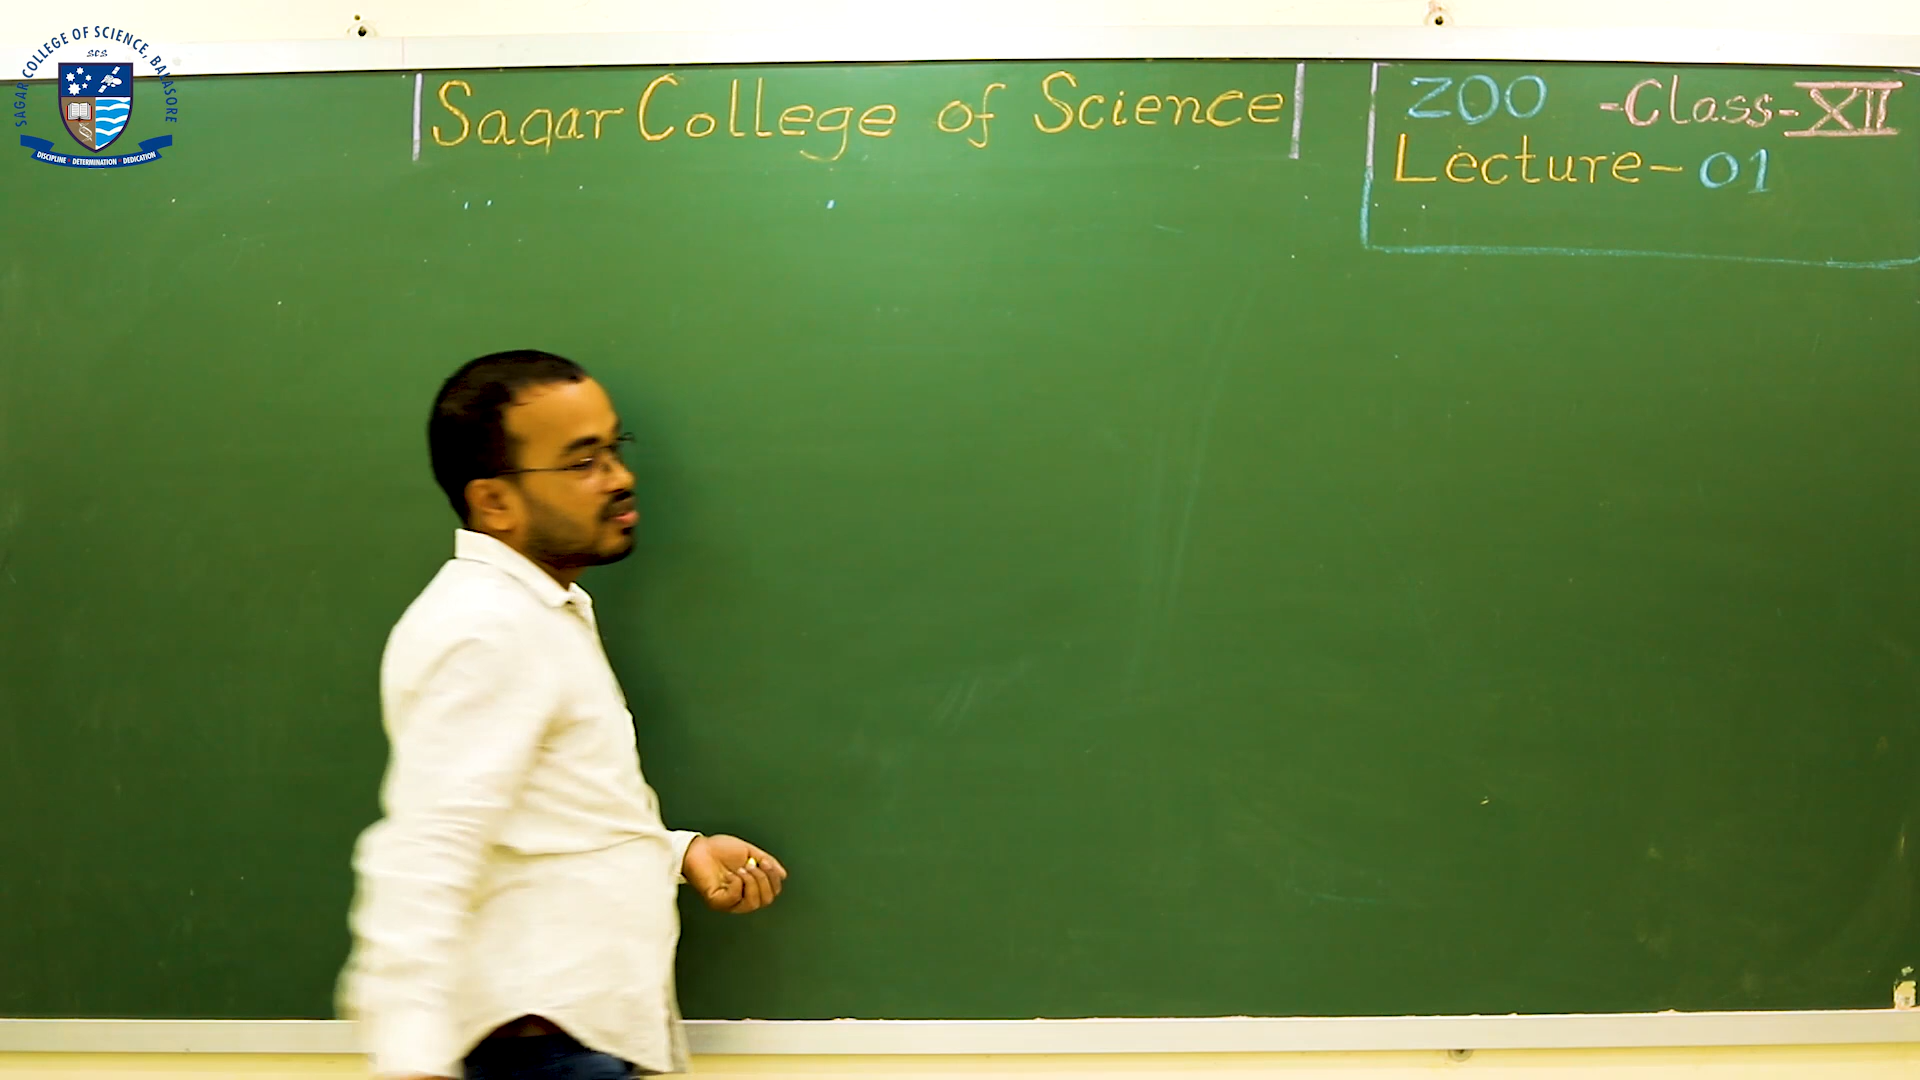 SAGAR COLLEGE OF SCIENCE, BALASORE
SCS
DISCIPLINE DETERMINATION DEDICATION
Sagar College of Science
ZOO -Class-XII
Lecture-01